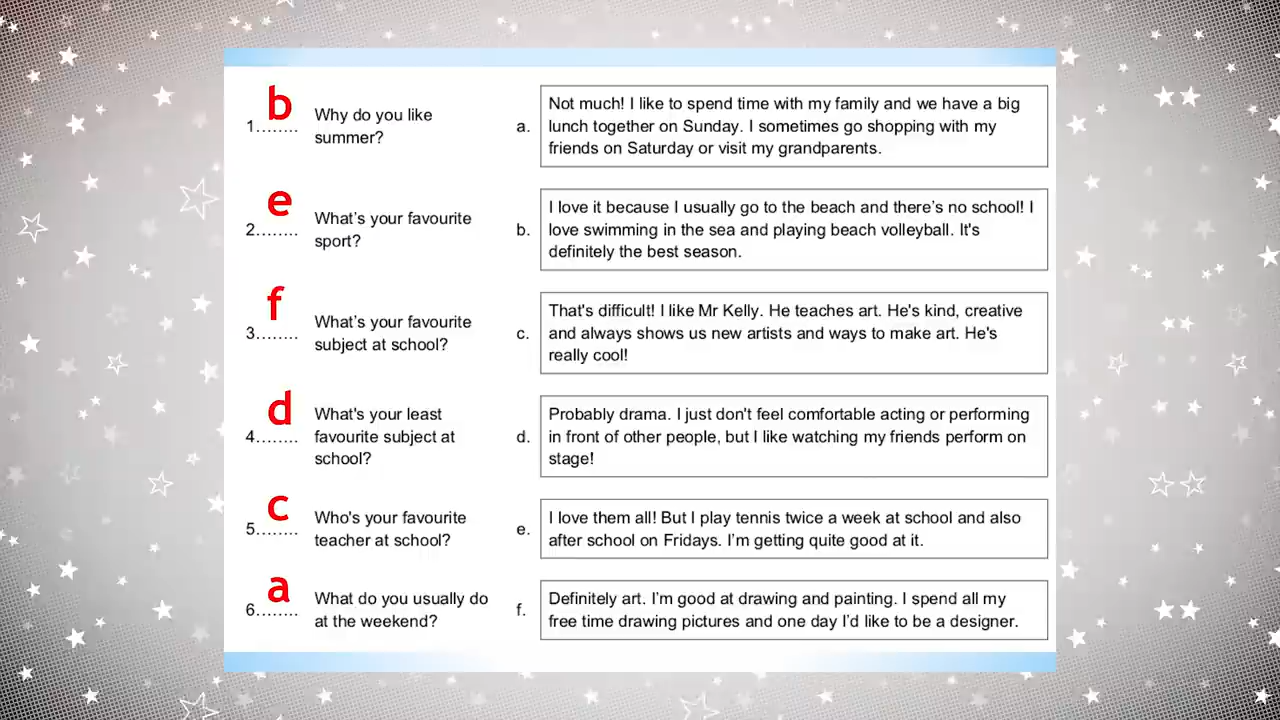 b
1........ Why do you like
summer?
a. Not much! I like to spend time with my family and we have a big
lunch together on Sunday. I sometimes go shopping with my
friends on Saturday or visit my grandparents.
e
2........ What's your favourite
sport?
b. I love it because I usually go to the beach and there's no school! I
love swimming in the sea and playing beach volleyball. It's
definitely the best season.
f
3........ What's your favourite
subject at school?
c. That's difficult! I like Mr Kelly. He teaches art. He's kind, creative
and always shows us new artists and ways to make art. He's
really cool!
d
4........ What's your least
favourite subject at
school?
d. Probably drama. I just don't feel comfortable acting or performing
in front of other people, but I like watching my friends perform on
stage!
c
5........ Who's your favourite
teacher at school?
e. I love them all! But I play tennis twice a week at school and also
after school on Fridays. I'm getting quite good at it.
a
6........ What do you usually do
at the weekend?
f. Definitely art. I'm good at drawing and painting. I spend all my
free time drawing pictures and one day I'd like to be a designer.